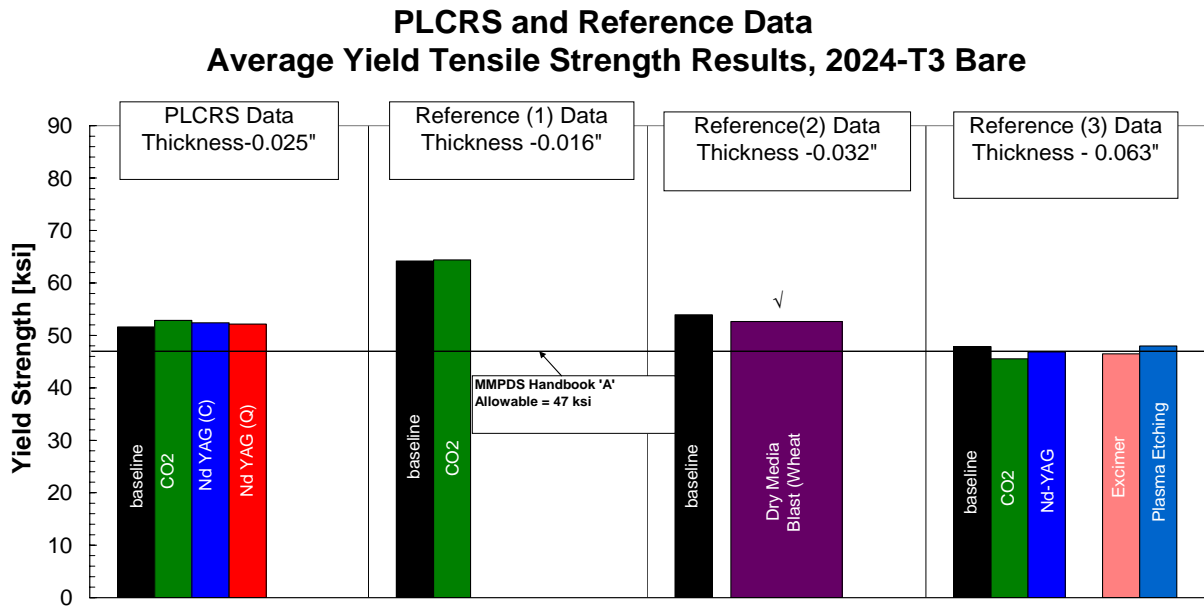 PLCRS and Reference Data
Average Yield Tensile Strength Results, 2024-T3 Bare
PLCRS Data
Thickness-0.025"
Reference (1) Data
Thickness -0.016"
Reference(2) Data
Thickness -0.032"
Reference (3) Data
Thickness - 0.063"
Yield Strength [ksi]
90
80
70
60
50
40
30
20
10
0
baseline
CO2
Nd YAG (C)
Nd YAG (Q)
baseline
CO2
MMPDS Handbook 'A'
Allowable = 47 ksi
baseline
√
Dry Media
Blast (Wheat
baseline
CO2
Nd-YAG
Excimer
Plasma Etching